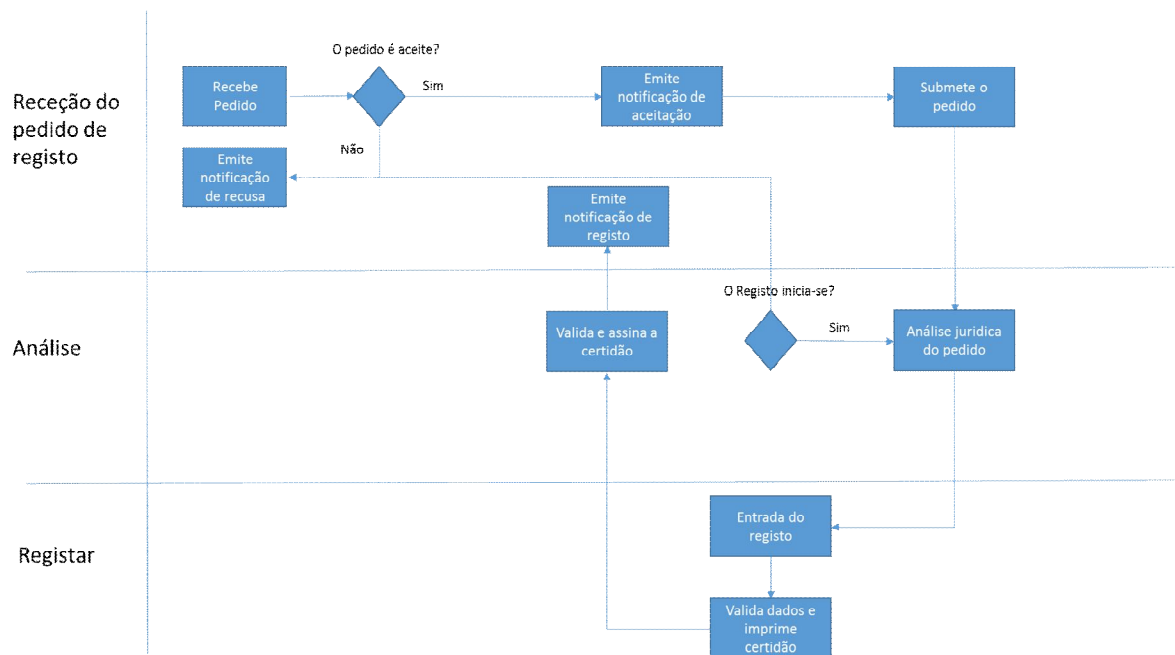 O pedido é aceite?
Receção do
pedido de
registo
Recebe
Pedido
Sim
Emite
notificação de
aceitação
Submete o
pedido
Não
Emite
notificação
de recusa
Emite
notificação de
registo
O Registo inicia-se?
Análise
Valida e assina a
certidão
Sim
Análise juridica
do pedido
Registar
Entrada do
registo
Valida dados e
imprime
certidão